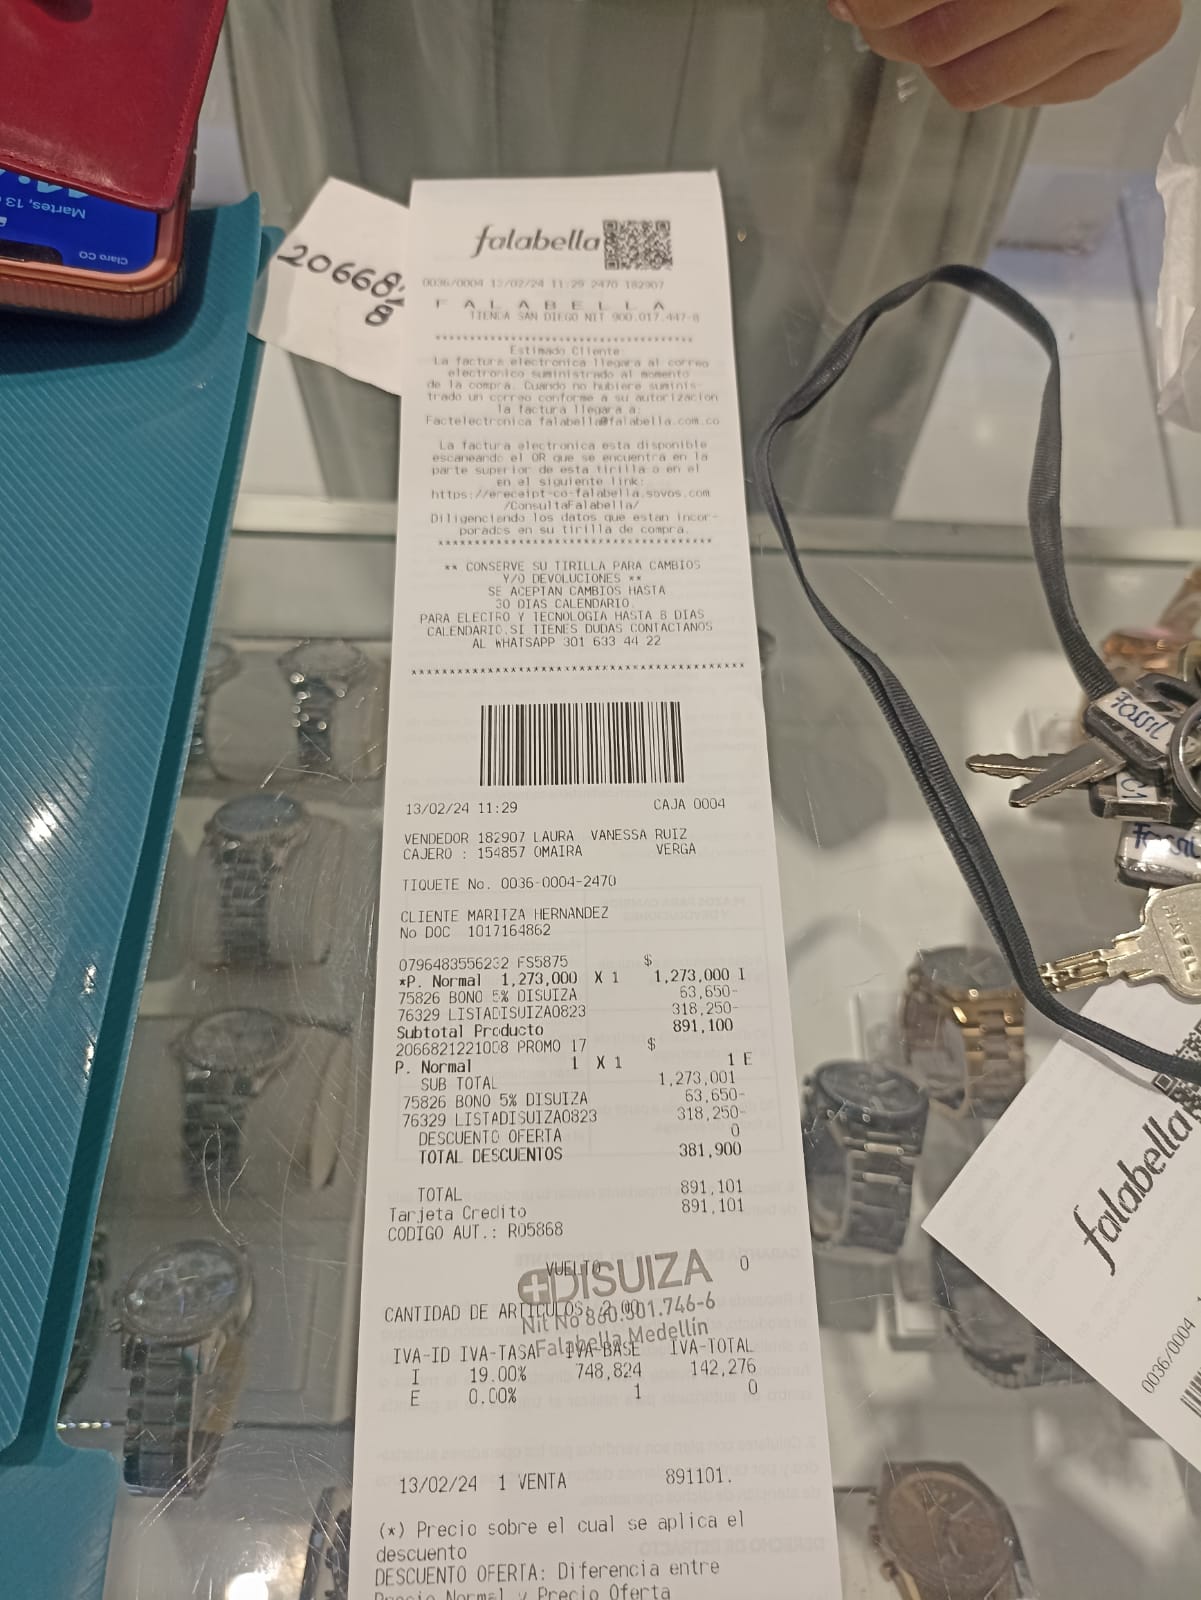 falabella
0036/0004 13/02/24 11:29 2470 182907
F A L A B E L L A
TIENDA SAN DIEGO NIT 900.017.447-8
****************************************
Estimado Cliente:
La factura electronica llegara al correo
electronico suministrado al momento
de la compra. Cuando no hubiere suminis-
trado un correo conforme a su autorizacion
la factura llegara a:
Factelectronica falabella@falabella.com.co
La factura electronica esta disponible
escaneando el QR que se encuentra en la
parte superior de esta tirilla o en el
en el siguiente link:
https://ereceipt-co-falabella.sovos.com
/ConsultaFalabella/
Diligenciendo los datos que estan incor-
porados en su tirilla de compra.
****************************************
** CONSERVE SU TIRILLA PARA CAMBIOS
Y/O DEVOLUCIONES **
SE ACEPTAN CAMBIOS HASTA
30 DIAS CALENDARIO.
PARA ELECTRO Y TECNOLOGIA HASTA 8 DIAS
CALENDARIO.SI TIENES DUDAS CONTACTANOS
AL WHATSAPP 301 633 44 22
****************************************
13/02/24 11:29 CAJA 0004
VENDEDOR 182907 LAURA VANESSA RUIZ
CAJERO : 154857 OMAIRA VERGA
TIQUETE No. 0036-0004-2470
CLIENTE MARITZA HERNANDEZ
No DOC 1017164862
0796483556232 FS5875 $
*P. Normal 1,273,000 X 1 1,273,000 I
75826 BONO 5% DISUIZA 63,650-
76329 LISTADISUIZA0823 318,250-
Subtotal Producto 891,100
2066821221008 PROMO 17 $
P. Normal 1 X 1 1 E
SUB TOTAL 1,273,001
75826 BONO 5% DISUIZA 63,650-
76329 LISTADISUIZA0823 318,250-
DESCUENTO OFERTA 0
TOTAL DESCUENTOS 381,900
TOTAL 891,101
Tarjeta Credito 891,101
CODIGO AUT.: R05868
VUELTO 0
DISUIZA
CANTIDAD DE ARTICULOS: 2.00
Nit No 860.501.746-6
Falabella Medellín
IVA-ID IVA-TASA IVA-BASE IVA-TOTAL
I 19.00% 748,824 142,276
E 0.00% 1 0
13/02/24 1 VENTA 891101.
(*) Precio sobre el cual se aplica el
descuento
DESCUENTO OFERTA: Diferencia entre
Precio Normal y Precio Oferta
20668-
8
Martes, 13
Claro CO
Fossil
Fossil
HAFELE
falabella
0036/0004